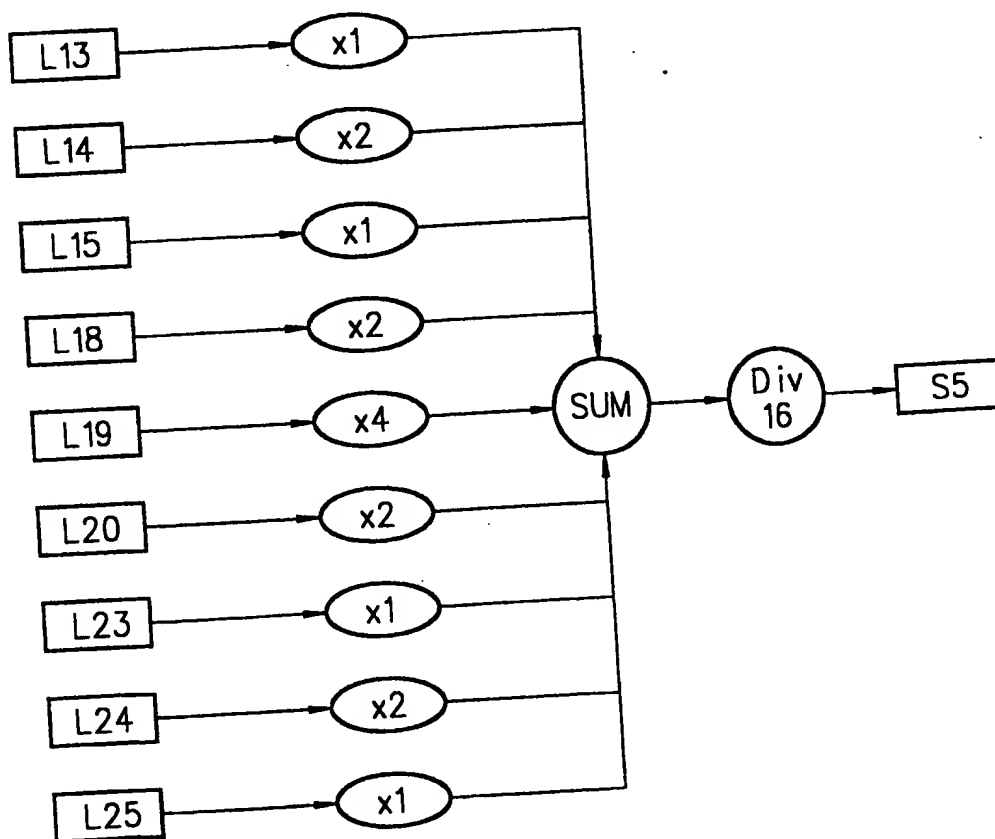 L13 x1
L14 x2
L15 x1
L18 x2
L19 x4 SUM Div 16 S5
L20 x2
L23 x1
L24 x2
L25 x1